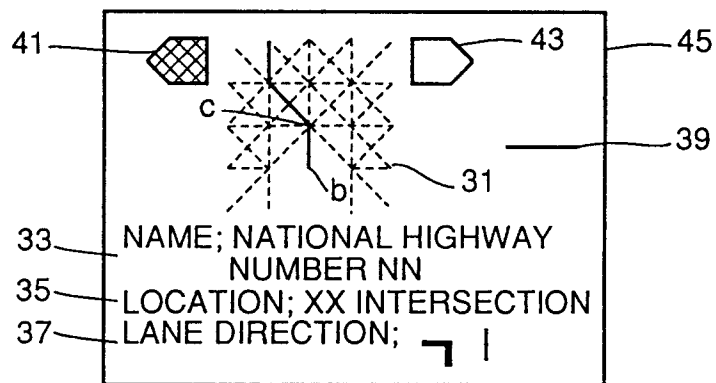 41
43
45
c
39
b
31
33
NAME; NATIONAL HIGHWAY
NUMBER NN
35
LOCATION; XX INTERSECTION
37
LANE DIRECTION;